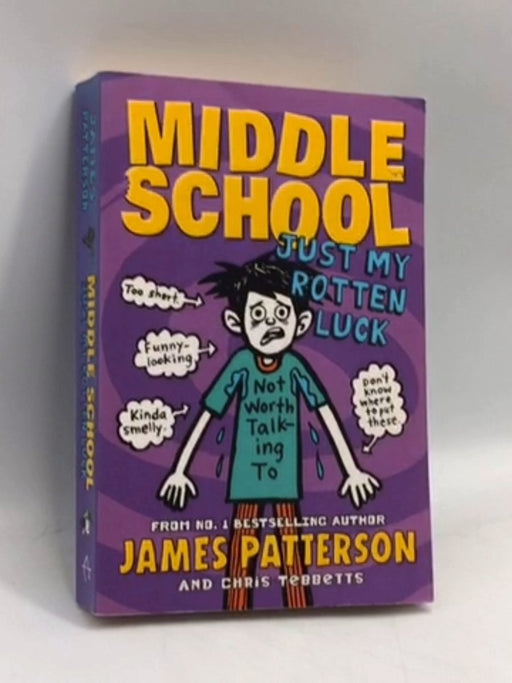 MIDDLE
SCHOOL
JUST MY
ROTTEN
LUCK
Too short.
Funny-
looking
Kinda
smelly.
Don't
know
where
to put
these.
Not
Worth
Talk-
ing
To
FROM NO. 1 BESTSELLING AUTHOR
JAMES PATTERSON
AND CHRIS TEBBETTS
JAMES
PATTERSON
MIDDLE SCHOOL
JUST MY ROTTEN LUCK